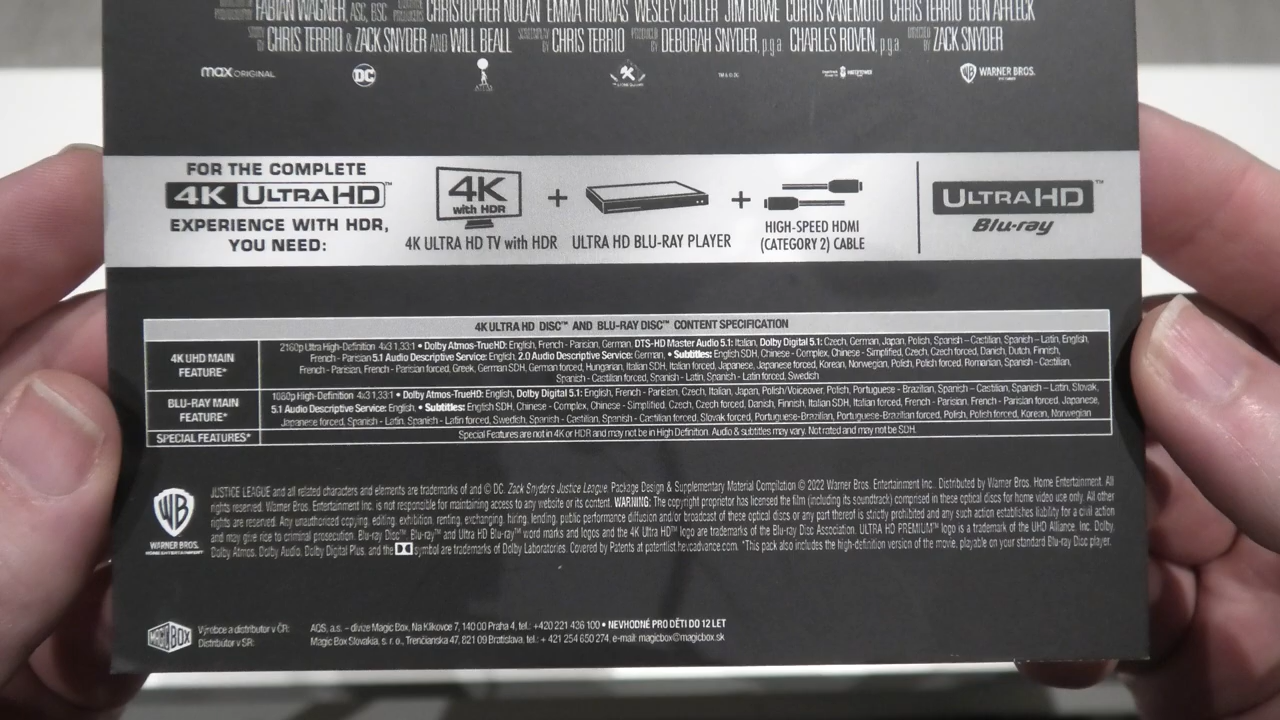 FABIAN WAGNER, ASC, BSC CHRISTOPHER NOLAN EMMA THOMAS WESLEY COLLER JIM ROWE CURTIS KANEMOTO CHRIS TERRIO BEN AFFLECK
STORY BY CHRIS TERRIO & ZACK SNYDER AND WILL BEALL SCREENPLAY BY CHRIS TERRIO PRODUCED BY DEBORAH SNYDER, p.g.a. CHARLES ROVEN, p.g.a. DIRECTED BY ZACK SNYDER
max ORIGINAL DC WARNER BROS.
FOR THE COMPLETE
4K ULTRA HD™
EXPERIENCE WITH HDR,
YOU NEED:
4K
with HDR
4K ULTRA HD TV with HDR
+
ULTRA HD BLU-RAY PLAYER
+
HIGH-SPEED HDMI
(CATEGORY 2) CABLE
ULTRA HD™
Blu-ray
4K ULTRA HD DISC™ AND BLU-RAY DISC™ CONTENT SPECIFICATION
4K UHD MAIN
FEATURE*
2160p Ultra High-Definition 4x3 1,33:1 • Dolby Atmos-TrueHD: English, French - Parisian, German, DTS-HD Master Audio 5.1: Italian, Dolby Digital 5.1: Czech, German, Japan, Polish, Spanish – Castilian, Spanish – Latin, English,
French - Parisian 5.1 Audio Descriptive Service: English, 2.0 Audio Descriptive Service: German, • Subtitles: English SDH, Chinese - Complex, Chinese - Simplified, Czech, Czech forced, Danish, Dutch, Finnish,
French - Parisian, French - Parisian forced, Greek, German SDH, German forced, Hungarian, Italian SDH, Italian forced, Japanese, Japanese forced, Korean, Norwegian, Polish, Polish forced, Romanian, Spanish - Castilian,
Spanish - Castilian forced, Spanish - Latin, Spanish - Latin forced, Swedish
BLU-RAY MAIN
FEATURE*
1080p High-Definition 4x3 1,33:1 • Dolby Atmos-TrueHD: English, Dolby Digital 5.1: English, French - Parisian, Czech, Italian, Japan, Polish/Voiceover, Polish, Portuguese - Brazilian, Spanish – Castilian, Spanish – Latin, Slovak,
5.1 Audio Descriptive Service: English, • Subtitles: English SDH, Chinese - Complex, Chinese - Simplified, Czech, Czech forced, Danish, Finnish, Italian SDH, Italian forced, French - Parisian, French - Parisian forced, Japanese,
Japanese forced, Spanish - Latin, Spanish - Latin forced, Swedish, Spanish - Castilian, Spanish - Castilian forced, Slovak forced, Portuguese-Brazilian, Portuguese-Brazilian forced, Polish, Polish forced, Korean, Norwegian
SPECIAL FEATURES*
Special Features are not in 4K or HDR and may not be in High Definition. Audio & subtitles may vary. Not rated and may not be SDH.
WB
WARNER BROS.
JUSTICE LEAGUE and all related characters and elements are trademarks of and © DC. Zack Snyder's Justice League. Package Design & Supplementary Material Compilation © 2022 Warner Bros. Entertainment Inc.. Distributed by Warner Bros. Home Entertainment. All
rights reserved. Warner Bros. Entertainment Inc. is not responsible for maintaining access to any website or its content. WARNING: The copyright proprietor has licensed the film (including its soundtrack) comprised in these optical discs for home video use only. All other
rights are reserved. Any unauthorized copying, editing, exhibition, renting, exchanging, hiring, lending, public performance diffusion and/or broadcast of these optical discs or any part thereof is strictly prohibited and any such action establishes liability for a civil action
and may give rise to criminal prosecution. Blu-ray Disc™, Blu-ray™ and Ultra HD Blu-ray™ word marks and logos and the 4K Ultra HD™ logo are trademarks of the Blu-ray Disc Association. ULTRA HD PREMIUM™ logo is a trademark of the UHD Alliance, Inc. Dolby,
Dolby Atmos, Dolby Audio, Dolby Digital Plus, and the symbol are trademarks of Dolby Laboratories. Covered by Patents at patentlist.hevcadvance.com. *This pack also includes the high-definition version of the movie, playable on your standard Blu-ray Disc player.
MAGIC BOX
Výrobce a distributor v ČR: AQS, a.s. – divize Magic Box, Na Klikovce 7, 140 00 Praha 4, tel.: +420 221 436 100 • NEVHODNÉ PRO DĚTI DO 12 LET
Distribútor v SR: Magic Box Slovakia, s. r. o., Trenčianska 47, 821 09 Bratislava, tel.: + 421 254 650 274, e-mail: magicbox@magicbox.sk